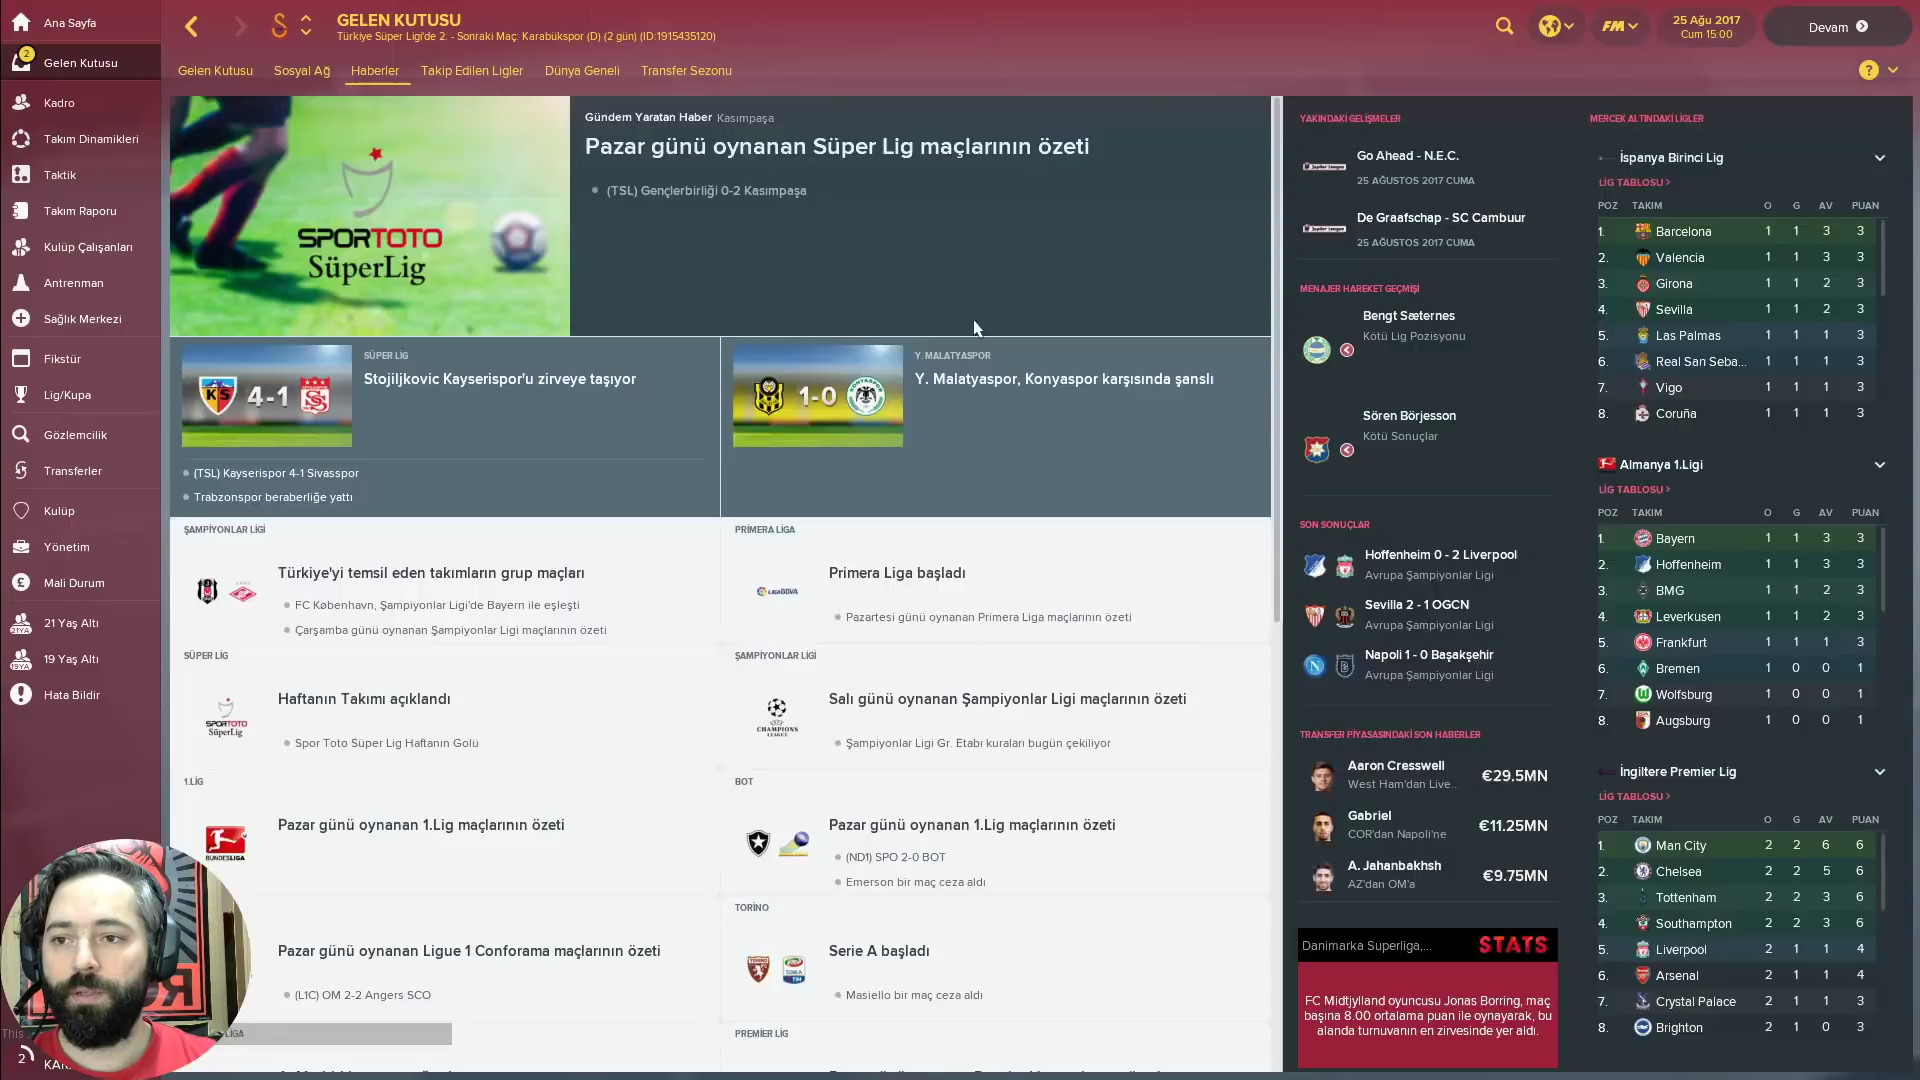 Ana Sayfa
2
Gelen Kutusu
Kadro
Takım Dinamikleri
Taktik
Takım Raporu
Kulüp Çalışanları
Antrenman
Sağlık Merkezi
Fikstür
Lig/Kupa
Gözlemcilik
Transferler
Kulüp
Yönetim
Mali Durum
21YA 21 Yaş Altı
19YA 19 Yaş Altı
Hata Bildir
This
2
GELEN KUTUSU
Türkiye Süper Ligi'de 2. - Sonraki Maç: Karabükspor (D) (2 gün) (ID:1915435120)
FM
25 Ağu 2017
Cum 15:00
Devam
Gelen Kutusu
Sosyal Ağ
Haberler
Takip Edilen Ligler
Dünya Geneli
Transfer Sezonu
?
SPORTOTO
SüperLig
Gündem Yaratan Haber Kasımpaşa
Pazar günü oynanan Süper Lig maçlarının özeti
(TSL) Gençlerbirliği 0-2 Kasımpaşa
KS 4-1
SÜPER LİG
Stojiljkovic Kayserispor'u zirveye taşıyor
(TSL) Kayserispor 4-1 Sivasspor
Trabzonspor beraberliğe yattı
1-0
Y. MALATYASPOR
Y. Malatyaspor, Konyaspor karşısında şanslı
ŞAMPİYONLAR LİGİ
Türkiye'yi temsil eden takımların grup maçları
FC København, Şampiyonlar Ligi'de Bayern ile eşleşti
Çarşamba günü oynanan Şampiyonlar Ligi maçlarının özeti
PRİMERA LİGA
Primera Liga başladı
Pazartesi günü oynanan Primera Liga maçlarının özeti
SÜPER LİG
SPORTOTO
SüperLig
Haftanın Takımı açıklandı
Spor Toto Süper Lig Haftanın Golü
ŞAMPİYONLAR LİGİ
CHAMPIONS
LEAGUE
Salı günü oynanan Şampiyonlar Ligi maçlarının özeti
Şampiyonlar Ligi Gr. Etabı kuraları bugün çekiliyor
1.LİG
BUNDESLIGA
Pazar günü oynanan 1.Lig maçlarının özeti
BOT
Pazar günü oynanan 1.Lig maçlarının özeti
(ND1) SPO 2-0 BOT
Emerson bir maç ceza aldı
Pazar günü oynanan Ligue 1 Conforama maçlarının özeti
(L1C) OM 2-2 Angers SCO
TORİNO
Serie A başladı
Masiello bir maç ceza aldı
LİGA
PREMİER LİG
YAKINDAKİ GELİŞMELER
Go Ahead - N.E.C.
25 AĞUSTOS 2017 CUMA
De Graafschap - SC Cambuur
25 AĞUSTOS 2017 CUMA
MENAJER HAREKET GEÇMİŞİ
Bengt Sæternes
Kötü Lig Pozisyonu
Sören Börjesson
Kötü Sonuçlar
SON SONUÇLAR
Hoffenheim 0 - 2 Liverpool
Avrupa Şampiyonlar Ligi
Sevilla 2 - 1 OGCN
Avrupa Şampiyonlar Ligi
Napoli 1 - 0 Başakşehir
Avrupa Şampiyonlar Ligi
TRANSFER PİYASASINDAKİ SON HABERLER
Aaron Cresswell
West Ham'dan Live...
€29.5MN
Gabriel
COR'dan Napoli'ne
€11.25MN
A. Jahanbakhsh
AZ'dan OM'a
€9.75MN
Danimarka Superliga,... STATS
FC Midtjylland oyuncusu Jonas Borring, maç
başına 8.00 ortalama puan ile oynayarak, bu
alanda turnuvanın en zirvesinde yer aldı.
MERCEK ALTINDAKİ LİGLER
İspanya Birinci Lig
LİG TABLOSU >
POZ TAKIM O G AV PUAN
1. Barcelona 1 1 3 3
2. Valencia 1 1 3 3
3. Girona 1 1 2 3
4. Sevilla 1 1 2 3
5. Las Palmas 1 1 1 3
6. Real San Seba... 1 1 1 3
7. Vigo 1 1 1 3
8. Coruña 1 1 1 3
Almanya 1.Ligi
LİG TABLOSU >
POZ TAKIM O G AV PUAN
1. Bayern 1 1 3 3
2. Hoffenheim 1 1 3 3
3. BMG 1 1 2 3
4. Leverkusen 1 1 2 3
5. Frankfurt 1 1 1 3
6. Bremen 1 0 0 1
7. Wolfsburg 1 0 0 1
8. Augsburg 1 0 0 1
İngiltere Premier Lig
LİG TABLOSU >
POZ TAKIM O G AV PUAN
1. Man City 2 2 6 6
2. Chelsea 2 2 5 6
3. Tottenham 2 2 3 6
4. Southampton 2 2 3 6
5. Liverpool 2 1 1 4
6. Arsenal 2 1 1 4
7. Crystal Palace 2 1 1 3
8. Brighton 2 1 0 3